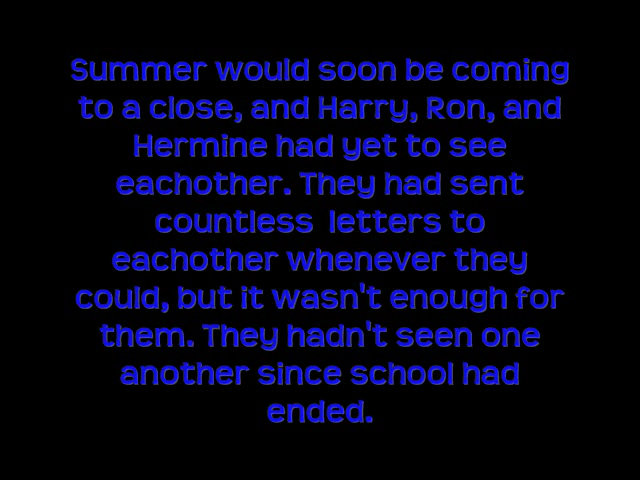 Summer would soon be coming
to a close, and Harry, Ron, and
Hermine had yet to see
eachother. They had sent
countless  letters to
eachother whenever they
could, but it wasn't enough for
them. They hadn't seen one
another since school had
ended.